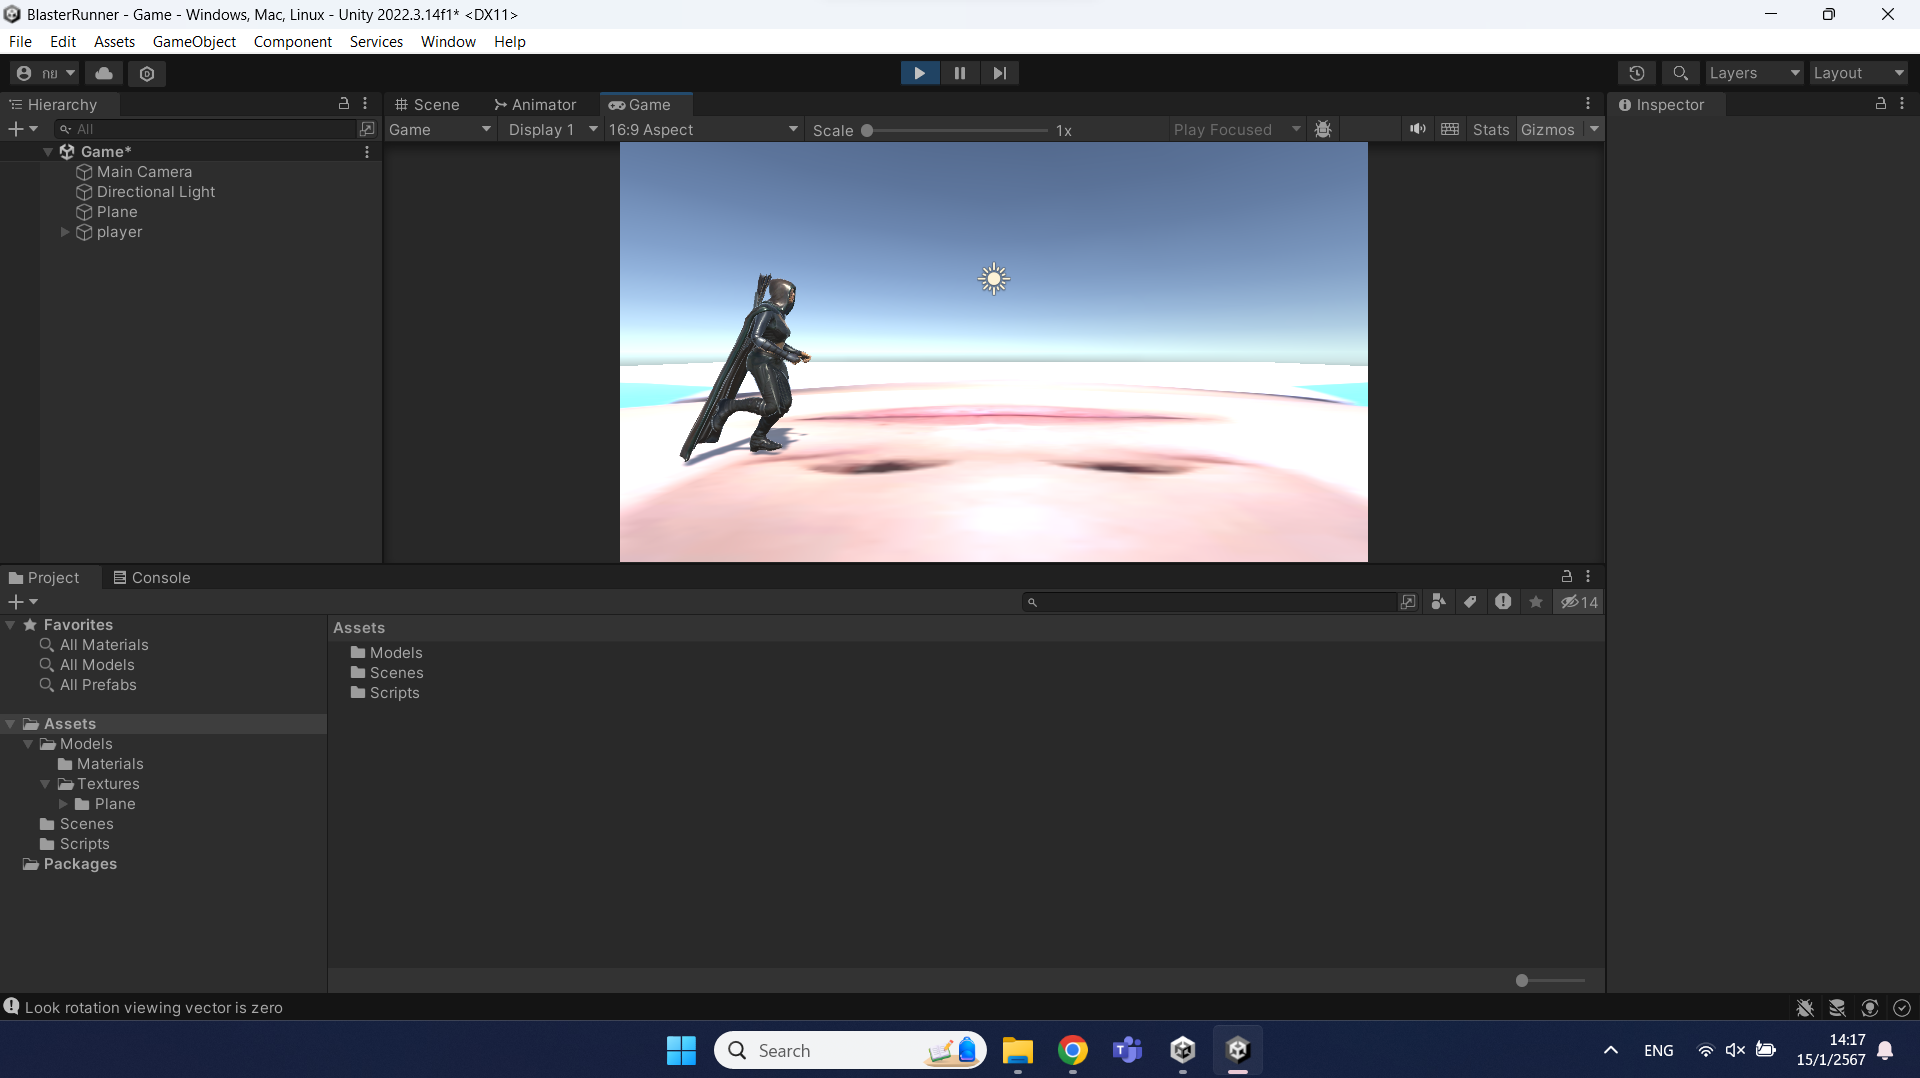 BlasterRunner - Game - Windows, Mac, Linux - Unity 2022.3.14f1* <DX11>
File Edit Assets GameObject Component Services Window Help
กย Layers Layout
Hierarchy
All
Game*
Main Camera
Directional Light
Plane
player
Scene Animator Game
Game Display 1 16:9 Aspect Scale 1x Play Focused Stats Gizmos
Inspector
Project Console
14
Favorites
All Materials
All Models
All Prefabs
Assets
Models
Materials
Textures
Plane
Scenes
Scripts
Packages
Assets
Models
Scenes
Scripts
Look rotation viewing vector is zero
Search
ENG
14:17
15/1/2567